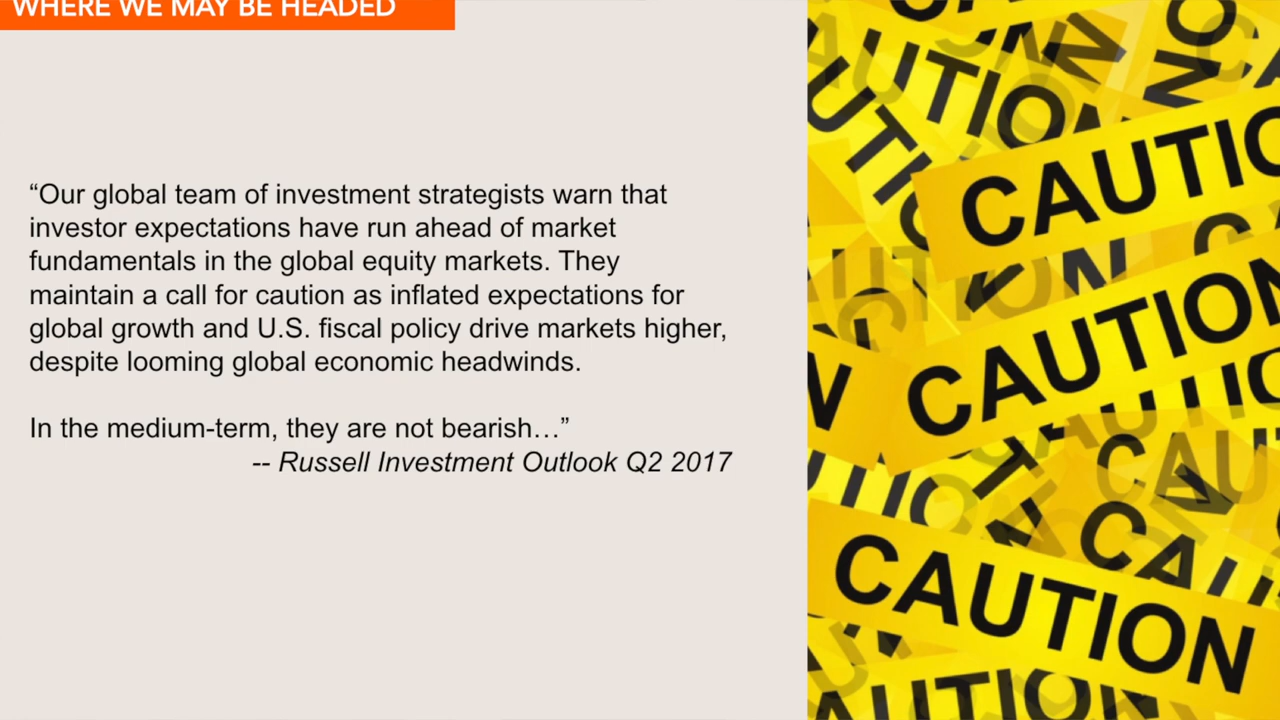 WHERE WE MAY BE HEADED
“Our global team of investment strategists warn that
investor expectations have run ahead of market
fundamentals in the global equity markets. They
maintain a call for caution as inflated expectations for
global growth and U.S. fiscal policy drive markets higher,
despite looming global economic headwinds.
In the medium-term, they are not bearish…”
-- Russell Investment Outlook Q2 2017
CAUTIO
CAUTION
CAUTION